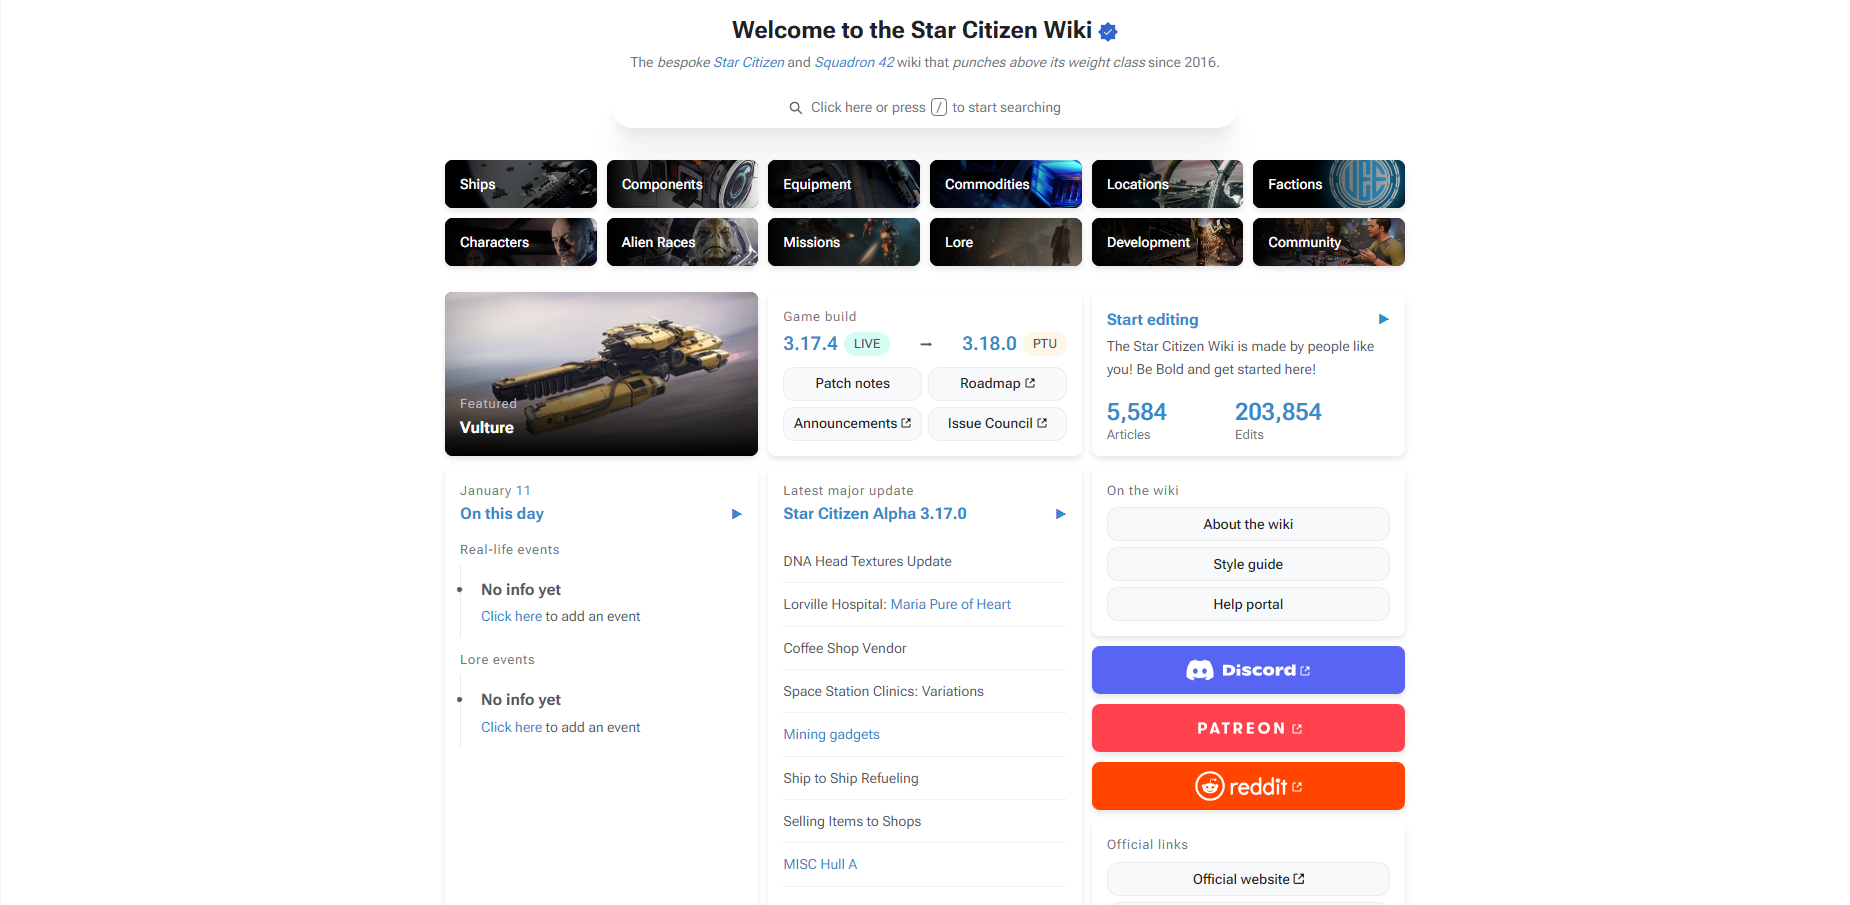 Welcome to the Star Citizen Wiki
The bespoke Star Citizen and Squadron 42 wiki that punches above its weight class since 2016.
Click here or press / to start searching
Ships
Components
Equipment
Commodities
Locations
Factions
UEE
Characters
Alien Races
Missions
Lore
Development
Community
Featured
Vulture
Game build
3.17.4 LIVE → 3.18.0 PTU
Patch notes
Roadmap
Announcements
Issue Council
Start editing
The Star Citizen Wiki is made by people like
you! Be Bold and get started here!
5,584
Articles
203,854
Edits
January 11
On this day
Real-life events
No info yet
Click here to add an event
Lore events
No info yet
Click here to add an event
Latest major update
Star Citizen Alpha 3.17.0
DNA Head Textures Update
Lorville Hospital: Maria Pure of Heart
Coffee Shop Vendor
Space Station Clinics: Variations
Mining gadgets
Ship to Ship Refueling
Selling Items to Shops
MISC Hull A
On the wiki
About the wiki
Style guide
Help portal
Discord
PATREON
reddit
Official links
Official website